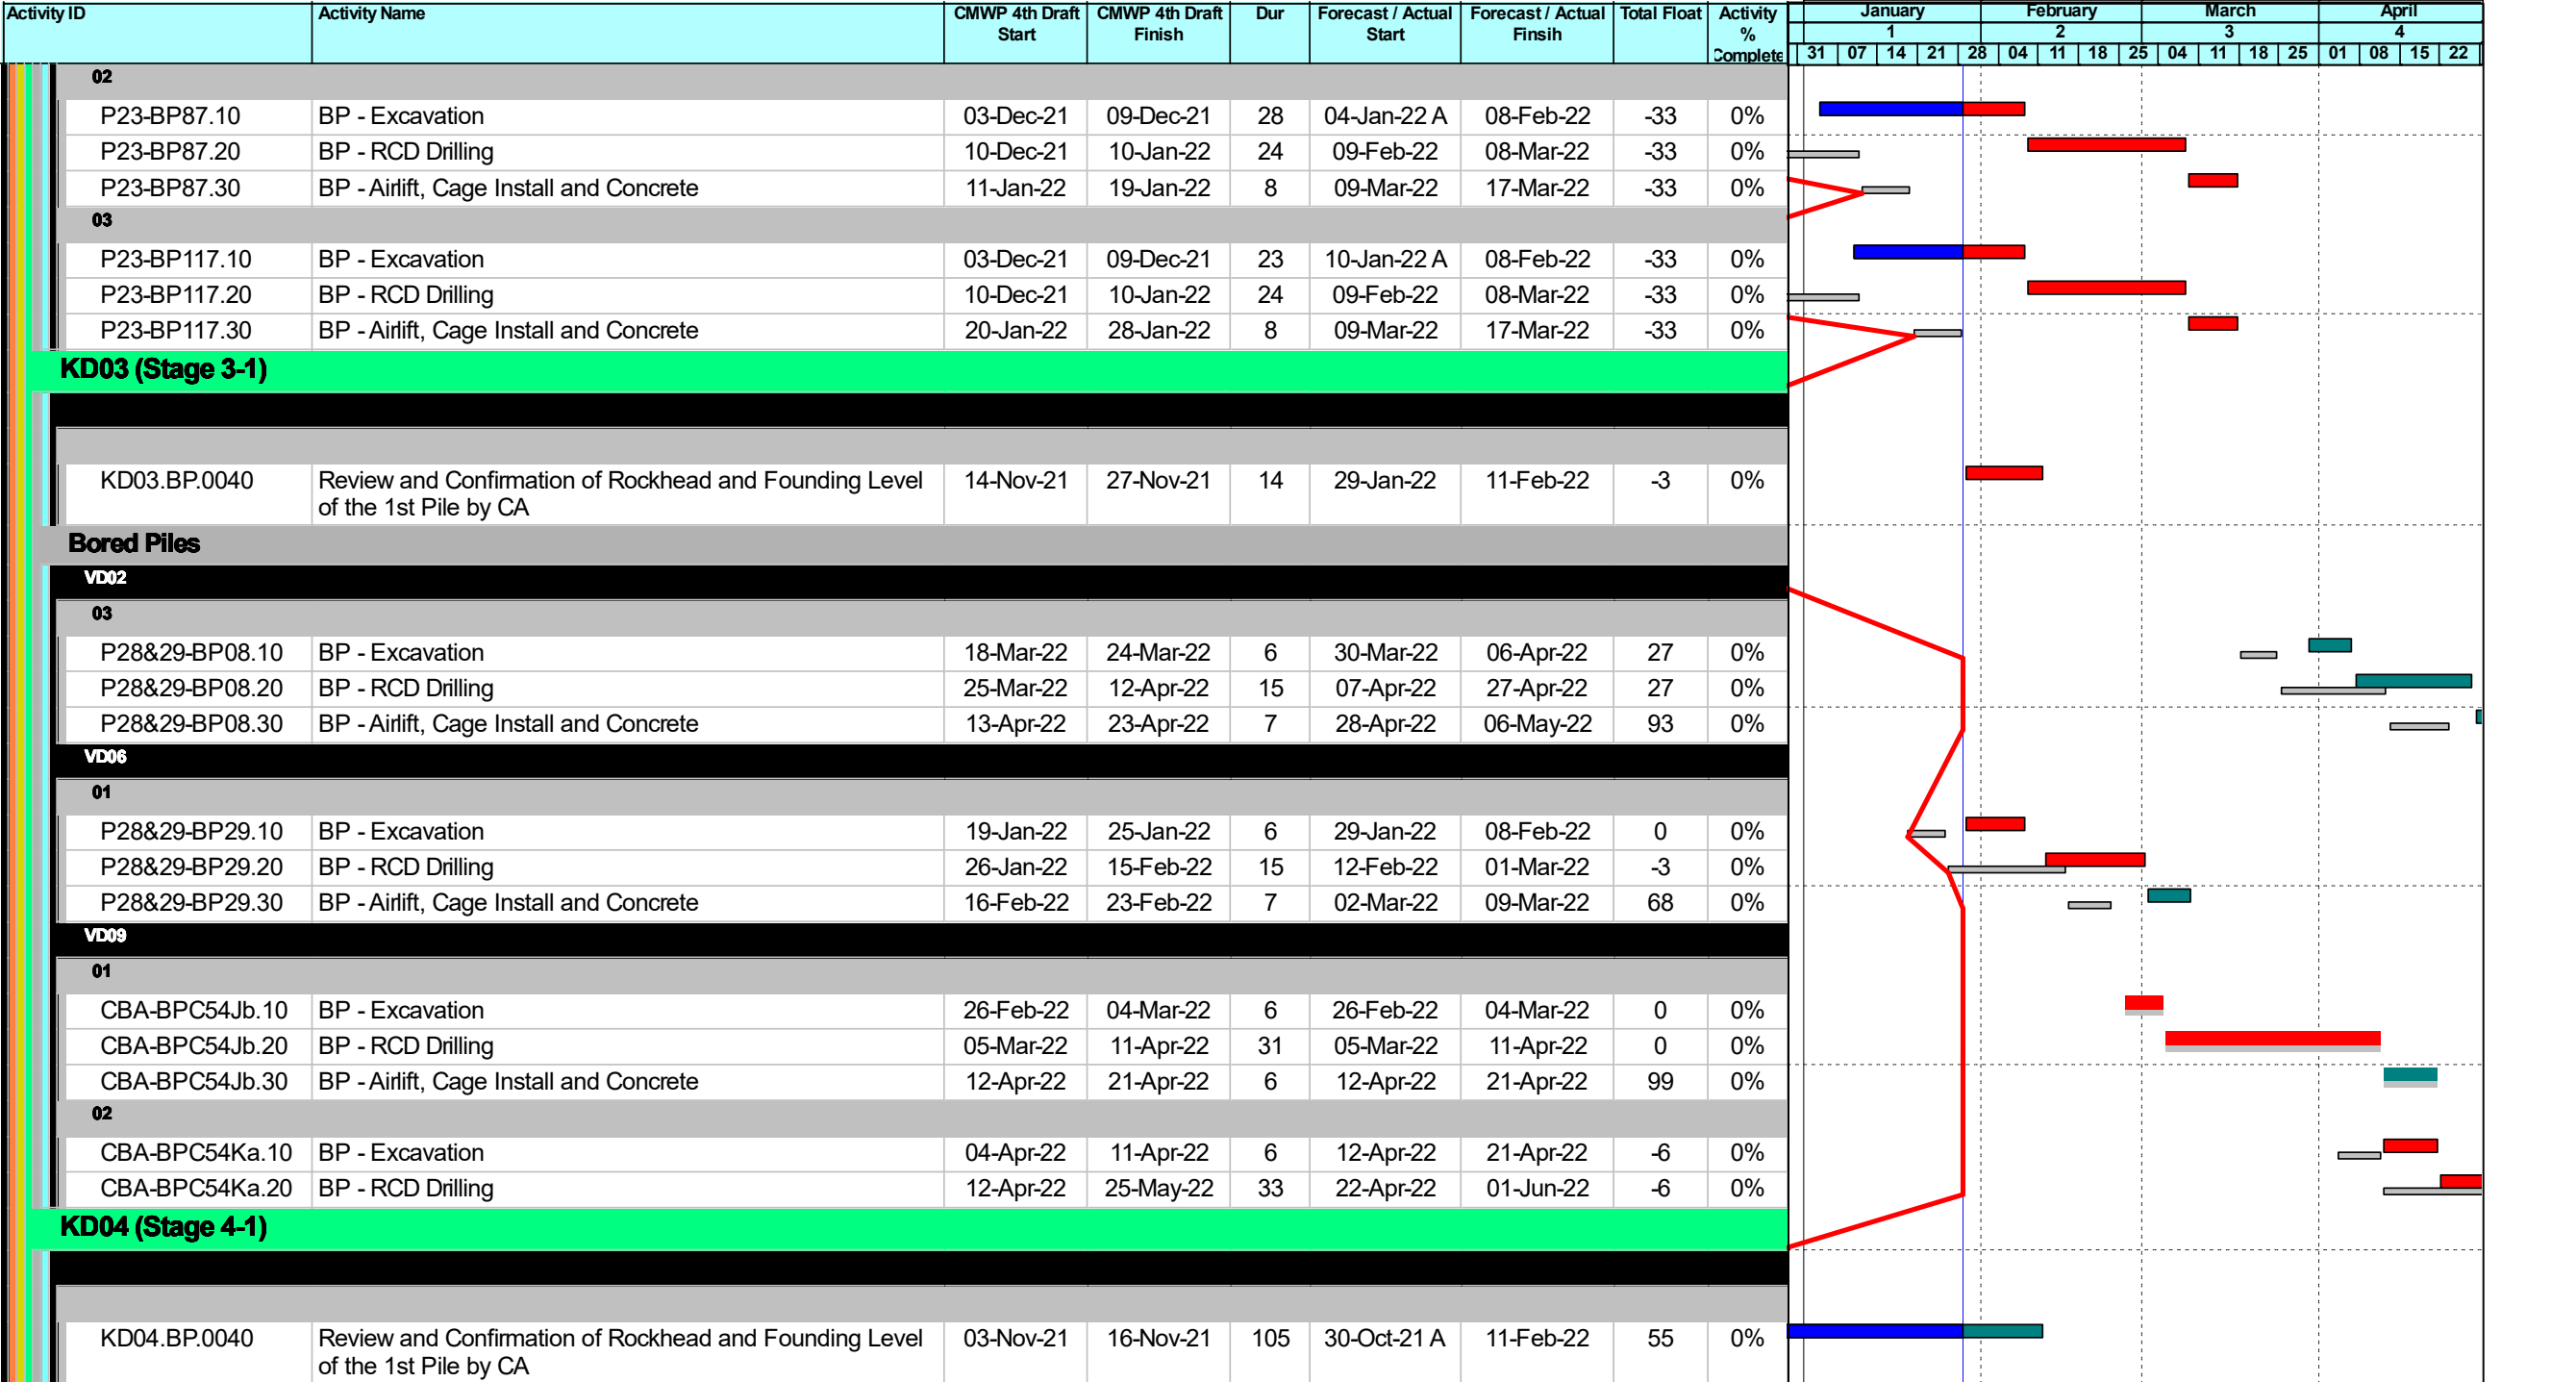 Activity ID Activity Name CMWP 4th Draft Start CMWP 4th Draft Finish Dur Forecast / Actual Start Forecast / Actual Finsih Total Float Activity % Complete
January February March April
1 2 3 4
31 07 14 21 28 04 11 18 25 04 11 18 25 01 08 15 22
02
P23-BP87.10 BP - Excavation 03-Dec-21 09-Dec-21 28 04-Jan-22 A 08-Feb-22 -33 0%
P23-BP87.20 BP - RCD Drilling 10-Dec-21 10-Jan-22 24 09-Feb-22 08-Mar-22 -33 0%
P23-BP87.30 BP - Airlift, Cage Install and Concrete 11-Jan-22 19-Jan-22 8 09-Mar-22 17-Mar-22 -33 0%
03
P23-BP117.10 BP - Excavation 03-Dec-21 09-Dec-21 23 10-Jan-22 A 08-Feb-22 -33 0%
P23-BP117.20 BP - RCD Drilling 10-Dec-21 10-Jan-22 24 09-Feb-22 08-Mar-22 -33 0%
P23-BP117.30 BP - Airlift, Cage Install and Concrete 20-Jan-22 28-Jan-22 8 09-Mar-22 17-Mar-22 -33 0%
KD03 (Stage 3-1)
KD03.BP.0040 Review and Confirmation of Rockhead and Founding Level 14-Nov-21 27-Nov-21 14 29-Jan-22 11-Feb-22 -3 0%
of the 1st Pile by CA
Bored Piles
VD02
03
P28&29-BP08.10 BP - Excavation 18-Mar-22 24-Mar-22 6 30-Mar-22 06-Apr-22 27 0%
P28&29-BP08.20 BP - RCD Drilling 25-Mar-22 12-Apr-22 15 07-Apr-22 27-Apr-22 27 0%
P28&29-BP08.30 BP - Airlift, Cage Install and Concrete 13-Apr-22 23-Apr-22 7 28-Apr-22 06-May-22 93 0%
VD06
01
P28&29-BP29.10 BP - Excavation 19-Jan-22 25-Jan-22 6 29-Jan-22 08-Feb-22 0 0%
P28&29-BP29.20 BP - RCD Drilling 26-Jan-22 15-Feb-22 15 12-Feb-22 01-Mar-22 -3 0%
P28&29-BP29.30 BP - Airlift, Cage Install and Concrete 16-Feb-22 23-Feb-22 7 02-Mar-22 09-Mar-22 68 0%
VD09
01
CBA-BPC54Jb.10 BP - Excavation 26-Feb-22 04-Mar-22 6 26-Feb-22 04-Mar-22 0 0%
CBA-BPC54Jb.20 BP - RCD Drilling 05-Mar-22 11-Apr-22 31 05-Mar-22 11-Apr-22 0 0%
CBA-BPC54Jb.30 BP - Airlift, Cage Install and Concrete 12-Apr-22 21-Apr-22 6 12-Apr-22 21-Apr-22 99 0%
02
CBA-BPC54Ka.10 BP - Excavation 04-Apr-22 11-Apr-22 6 12-Apr-22 21-Apr-22 -6 0%
CBA-BPC54Ka.20 BP - RCD Drilling 12-Apr-22 25-May-22 33 22-Apr-22 01-Jun-22 -6 0%
KD04 (Stage 4-1)
KD04.BP.0040 Review and Confirmation of Rockhead and Founding Level 03-Nov-21 16-Nov-21 105 30-Oct-21 A 11-Feb-22 55 0%
of the 1st Pile by CA